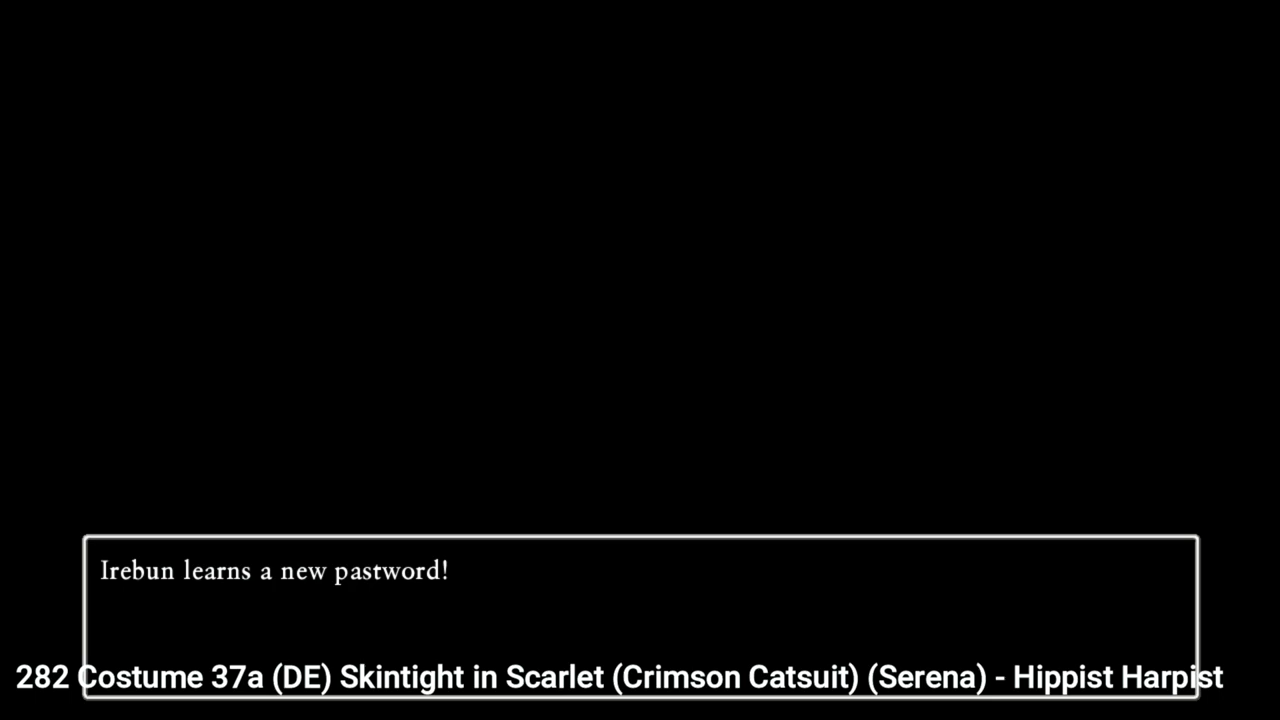 Irebun learns a new pastword!
282 Costume 37a (DE) Skintight in Scarlet (Crimson Catsuit) (Serena) - Hippist Harpist